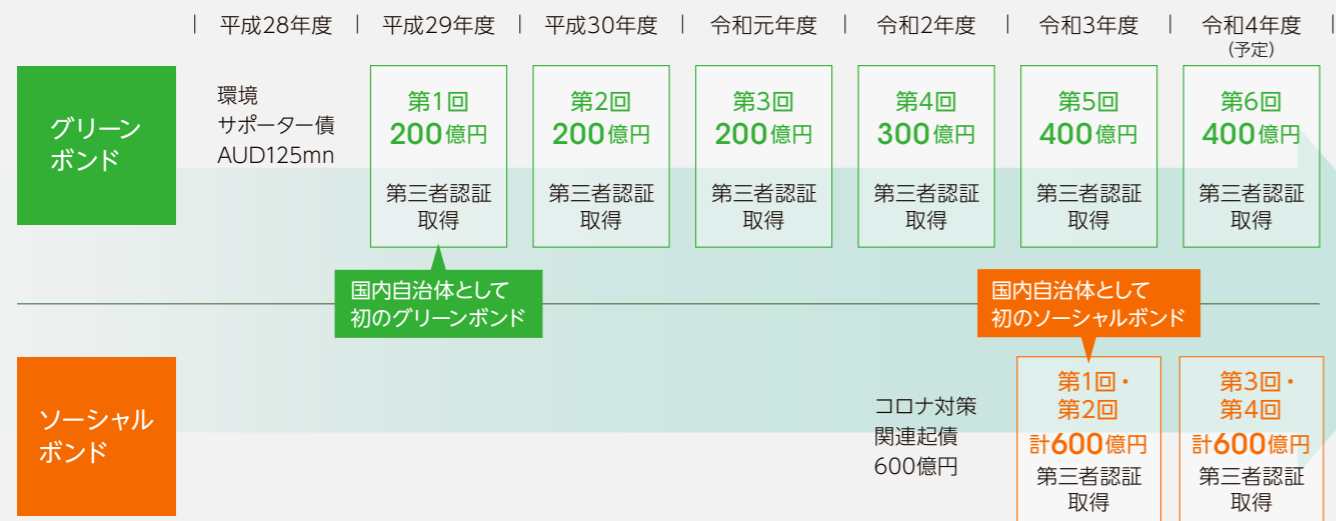 平成28年度
平成29年度
平成30年度
令和元年度
令和2年度
令和3年度
令和4年度
(予定)
グリーン
ボンド
環境
サポーター債
AUD125mn
第1回
200億円
第三者認証
取得
第2回
200億円
第三者認証
取得
第3回
200億円
第三者認証
取得
第4回
300億円
第三者認証
取得
第5回
400億円
第三者認証
取得
第6回
400億円
第三者認証
取得
国内自治体として
初のグリーンボンド
国内自治体として
初のソーシャルボンド
ソーシャル
ボンド
コロナ対策
関連起債
600億円
第1回・
第2回
計600億円
第三者認証
取得
第3回・
第4回
計600億円
第三者認証
取得